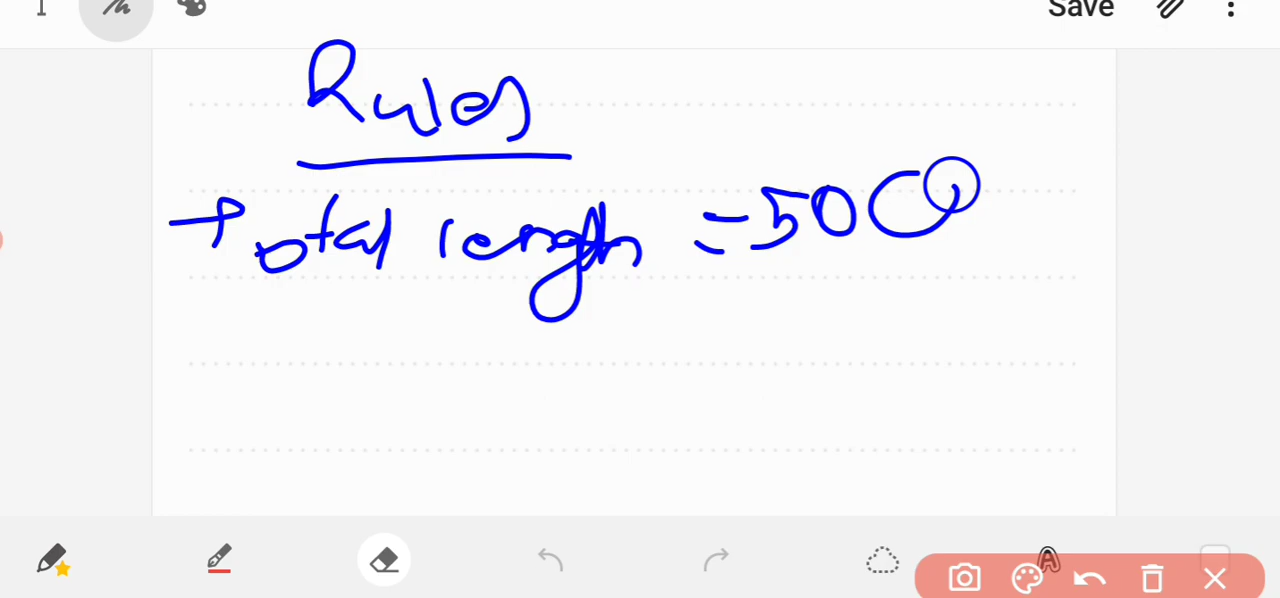 Save
Rules
→ Total length = 500